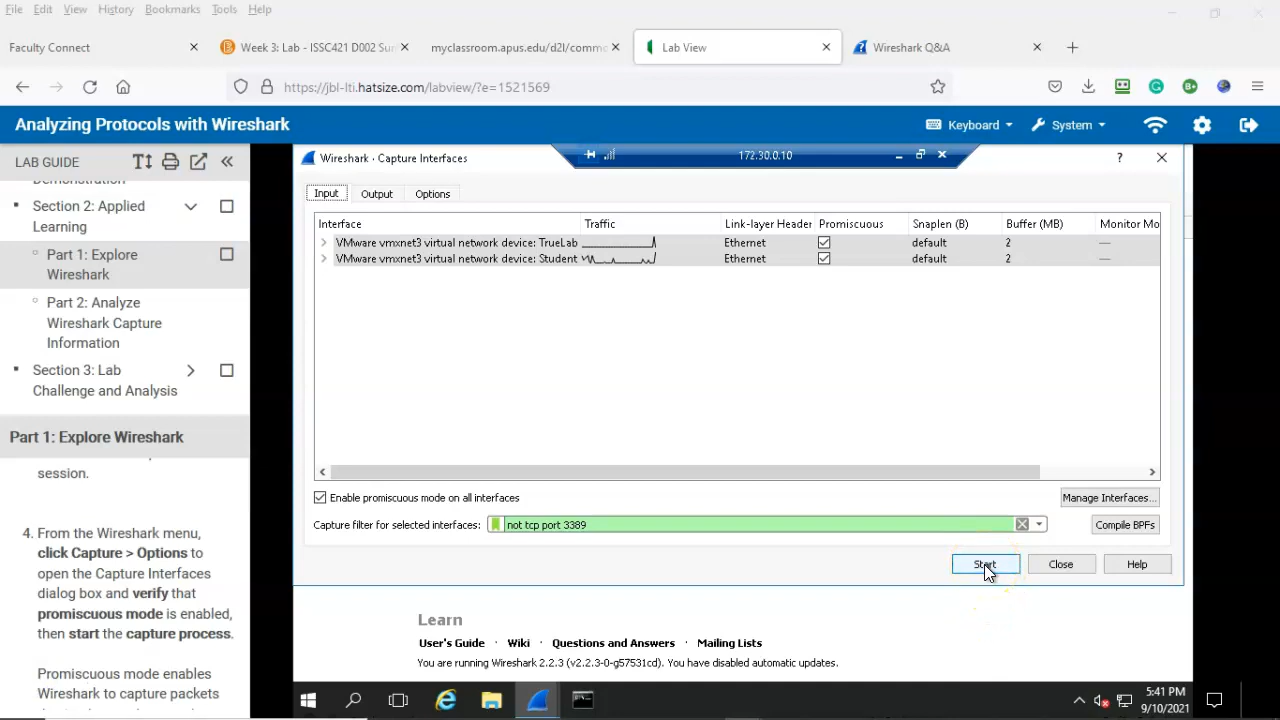 File Edit View History Bookmarks Tools Help
Faculty Connect
Week 3: Lab - ISSC421 D002 Sur
myclassroom.apus.edu/d2l/commo
Lab View
Wireshark Q&A
https://jbl-lti.hatsize.com/labview/?e=1521569
Analyzing Protocols with Wireshark
Keyboard
System
LAB GUIDE
Demonstration
Section 2: Applied
Learning
Part 1: Explore
Wireshark
Part 2: Analyze
Wireshark Capture
Information
Section 3: Lab
Challenge and Analysis
Part 1: Explore Wireshark
session.
4. From the Wireshark menu,
click Capture > Options to
open the Capture Interfaces
dialog box and verify that
promiscuous mode is enabled,
then start the capture process.
Promiscuous mode enables
Wireshark to capture packets
Wireshark · Capture Interfaces
172.30.0.10
Input Output Options
Interface Traffic Link-layer Header Promiscuous Snaplen (B) Buffer (MB) Monitor Mo
VMware vmxnet3 virtual network device: TrueLab Ethernet default 2 —
VMware vmxnet3 virtual network device: Student Ethernet default 2 —
Enable promiscuous mode on all interfaces
Manage Interfaces...
Capture filter for selected interfaces: not tcp port 3389
Compile BPFs
Start Close Help
Learn
User's Guide · Wiki · Questions and Answers · Mailing Lists
You are running Wireshark 2.2.3 (v2.2.3-0-g57531cd). You have disabled automatic updates.
5:41 PM
9/10/2021